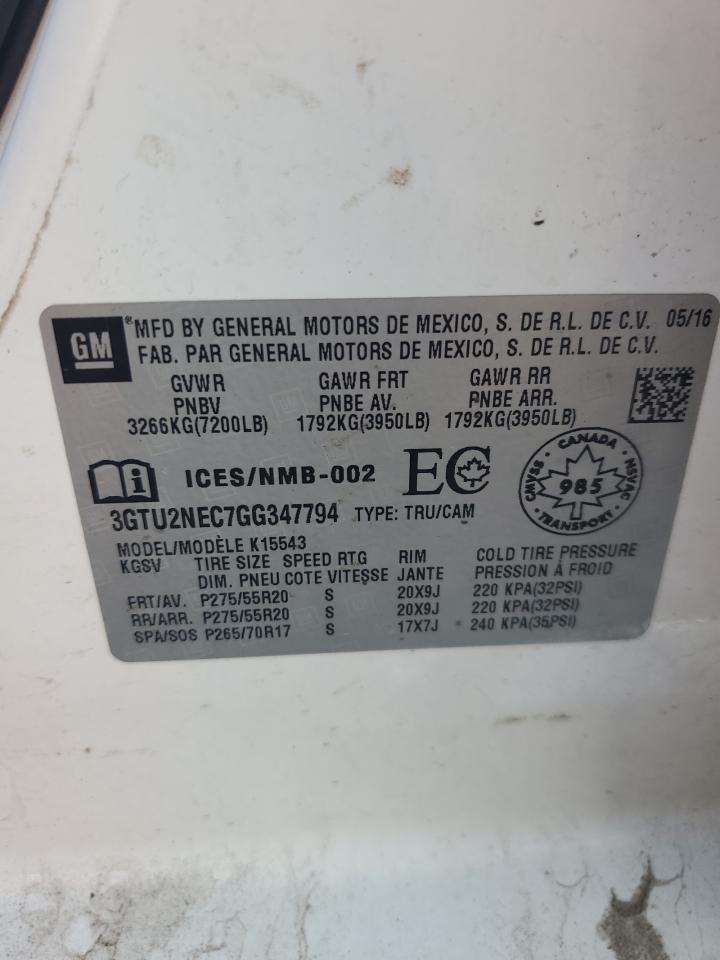 GM
®MFD BY GENERAL MOTORS DE MEXICO, S. DE R.L. DE C.V. 05/16
FAB. PAR GENERAL MOTORS DE MEXICO, S. DE R.L. DE C.V.
GVWR GAWR FRT GAWR RR
PNBV PNBE AV. PNBE ARR.
3266KG(7200LB) 1792KG(3950LB) 1792KG(3950LB)
i ICES/NMB-002 EC
CANADA
CMVSS 985 NSVAC
TRANSPORT
3GTU2NEC7GG347794 TYPE: TRU/CAM
MODEL/MODÈLE K15543
KGSV TIRE SIZE SPEED RTG RIM COLD TIRE PRESSURE
DIM. PNEU COTE VITESSE JANTE PRESSION À FROID
FRT/AV. P275/55R20 S 20X9J 220 KPA(32PSI)
RR/ARR. P275/55R20 S 20X9J 220 KPA(32PSI)
SPA/SOS P265/70R17 S 17X7J 240 KPA(35PSI)